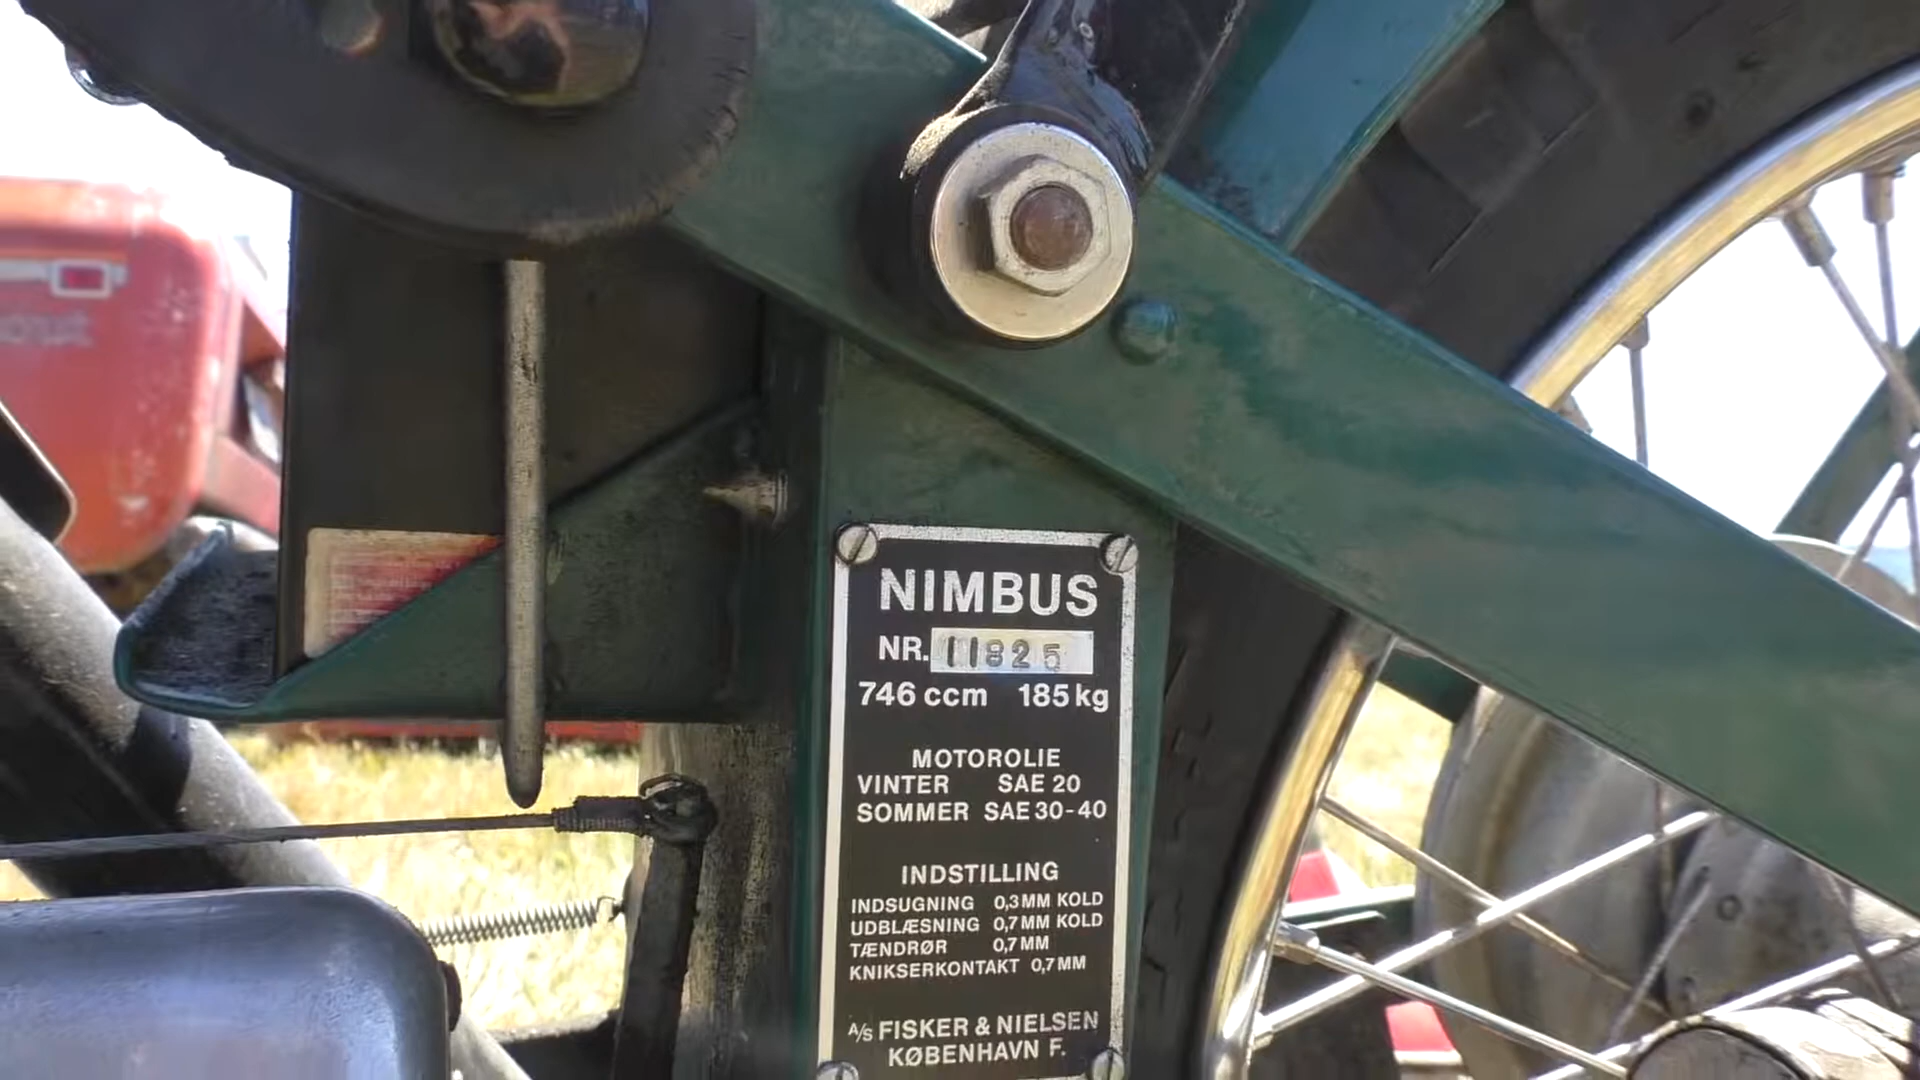 NIMBUS
NR. 11825
746 ccm 185 kg
MOTOROLIE
VINTER SAE 20
SOMMER SAE 30-40
INDSTILLING
INDSUGNING 0,3 MM KOLD
UDBLÆSNING 0,7 MM KOLD
TÆNDRØR 0,7 MM
KNIKSERKONTAKT 0,7 MM
A/S FISKER & NIELSEN
KØBENHAVN F.